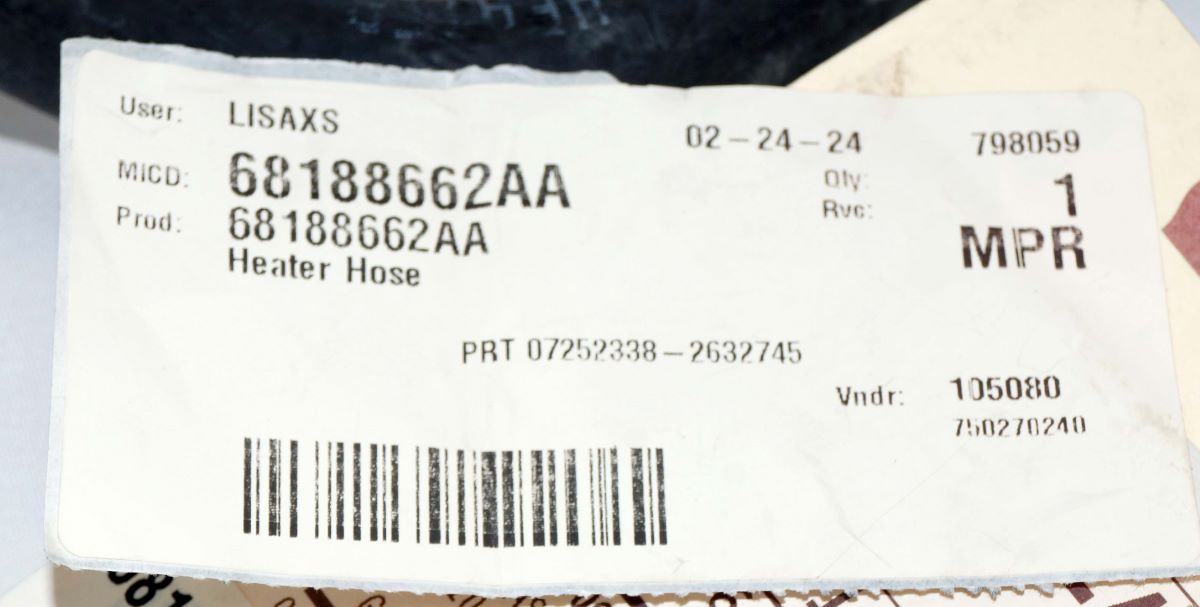 User: LISAXS 02-24-24 798059
MICD: 68188662AA Qty: 1
Prod: 68188662AA Rvc: MPR
Heater Hose
PRT 07252338-2632745
Vndr: 105080
750270240